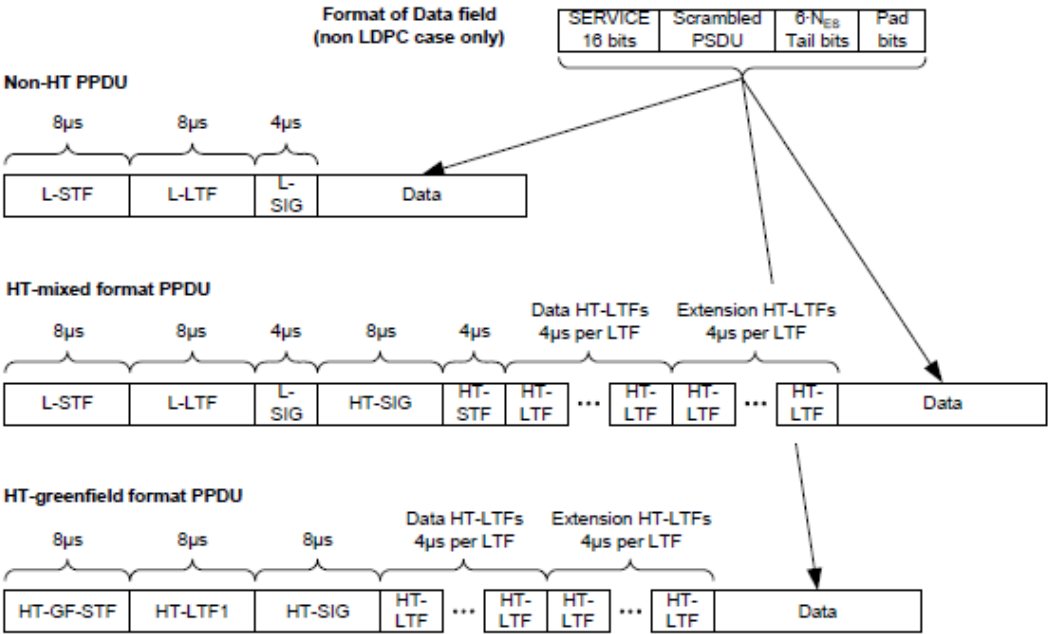 Format of Data field
(non LDPC case only)
SERVICE
16 bits
Scrambled
PSDU
6·NES
Tail bits
Pad
bits
Non-HT PPDU
8µs
8µs
4µs
L-STF
L-LTF
L-
SIG
Data
HT-mixed format PPDU
Data HT-LTFs
4µs per LTF
Extension HT-LTFs
4µs per LTF
8µs
8µs
4µs
8µs
4µs
L-STF
L-LTF
L-
SIG
HT-SIG
HT-
STF
HT-
LTF
...
HT-
LTF
HT-
LTF
...
HT-
LTF
Data
HT-greenfield format PPDU
Data HT-LTFs
4µs per LTF
Extension HT-LTFs
4µs per LTF
8µs
8µs
8µs
HT-GF-STF
HT-LTF1
HT-SIG
HT-
LTF
...
HT-
LTF
HT-
LTF
...
HT-
LTF
Data